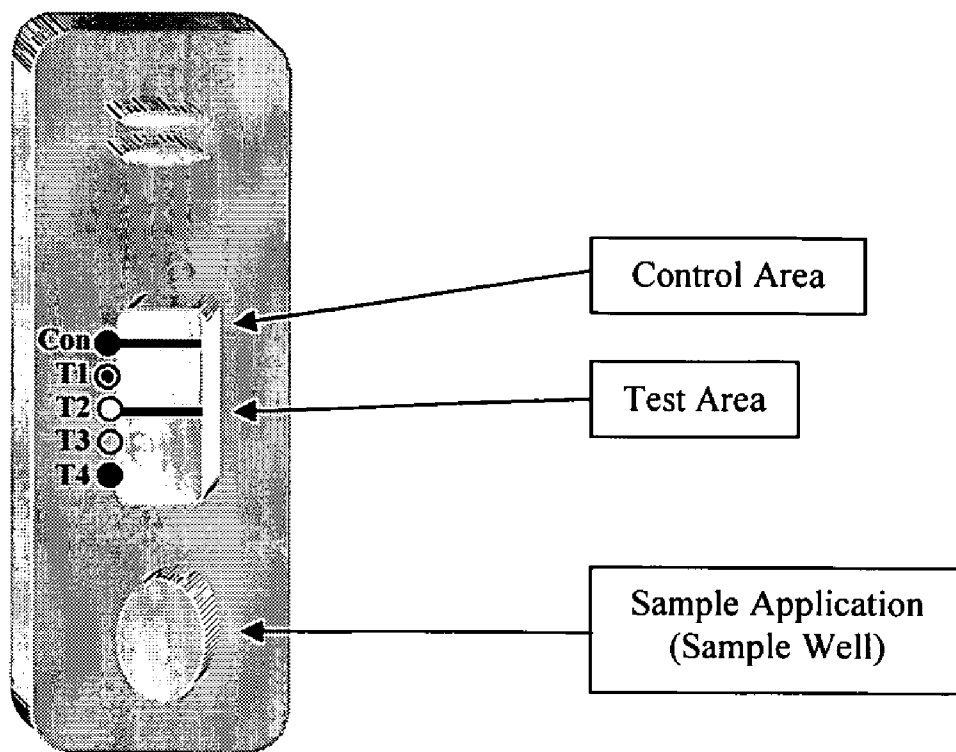 Control Area
Con
T1
T2
Test Area
T3
T4
Sample Application
(Sample Well)